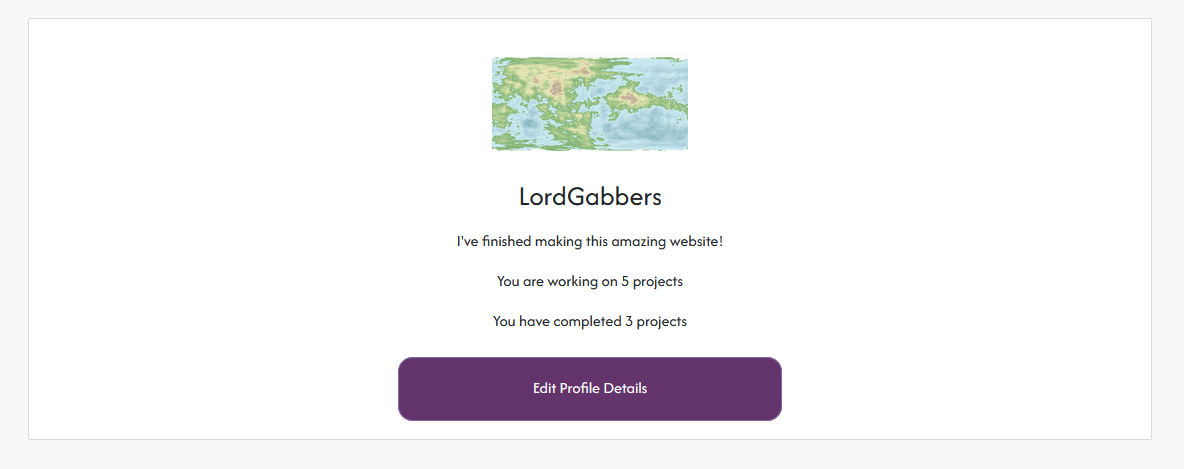 LordGabbers
I've finished making this amazing website!
You are working on 5 projects
You have completed 3 projects
Edit Profile Details